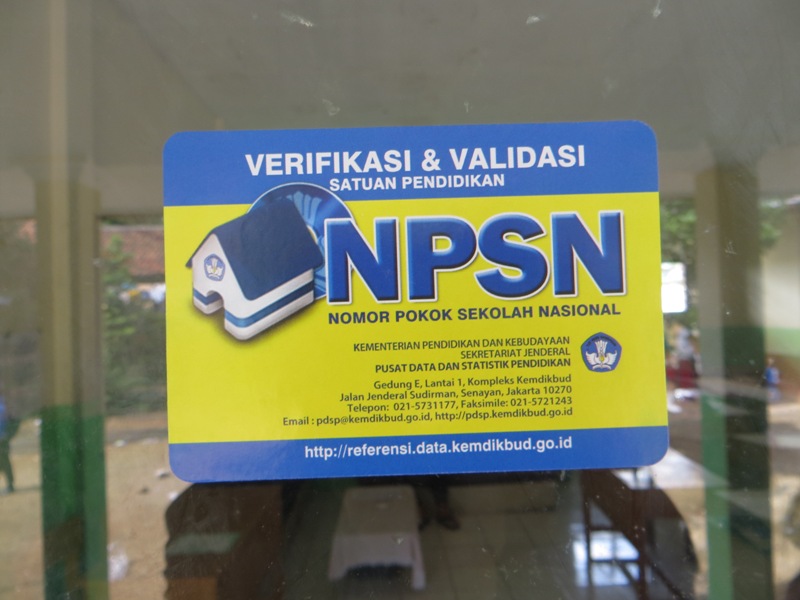 VERIFIKASI & VALIDASI
SATUAN PENDIDIKAN
NPSN
NOMOR POKOK SEKOLAH NASIONAL
KEMENTERIAN PENDIDIKAN DAN KEBUDAYAAN
SEKRETARIAT JENDERAL
PUSAT DATA DAN STATISTIK PENDIDIKAN
Gedung E, Lantai 1, Kompleks Kemdikbud
Jalan Jenderal Sudirman, Senayan, Jakarta 10270
Telepon: 021-5731177, Faksimile: 021-5721243
Email : pdsp@kemdikbud.go.id, http://pdsp.kemdikbud.go.id
http://referensi.data.kemdikbud.go.id